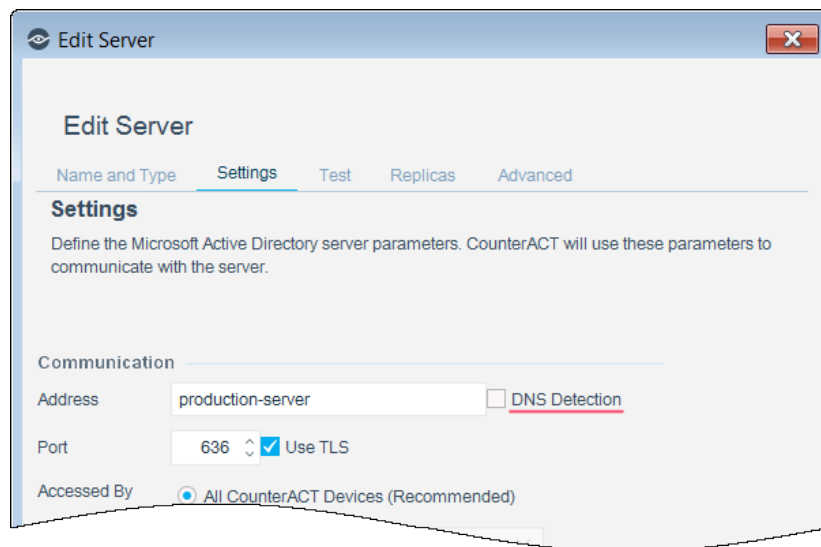 Edit Server
Edit Server
Name and Type Settings Test Replicas Advanced
Settings
Define the Microsoft Active Directory server parameters. CounterACT will use these parameters to
communicate with the server.
Communication
Address production-server DNS Detection
Port 636 Use TLS
Accessed By All CounterACT Devices (Recommended)